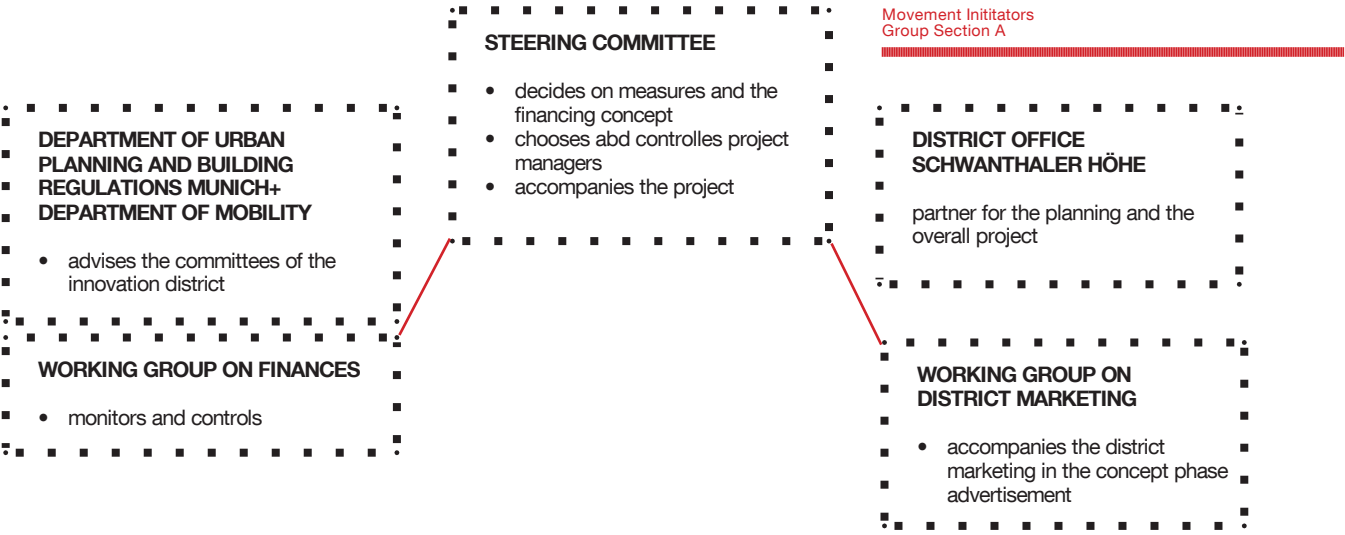 Movement Inititators
Group Section A
STEERING COMMITTEE
• decides on measures and the
financing concept
• chooses abd controlles project
managers
• accompanies the project
DEPARTMENT OF URBAN
PLANNING AND BUILDING
REGULATIONS MUNICH+
DEPARTMENT OF MOBILITY
• advises the committees of the
innovation district
DISTRICT OFFICE
SCHWANTHALER HÖHE
partner for the planning and the
overall project
WORKING GROUP ON FINANCES
• monitors and controls
WORKING GROUP ON
DISTRICT MARKETING
• accompanies the district
marketing in the concept phase
advertisement